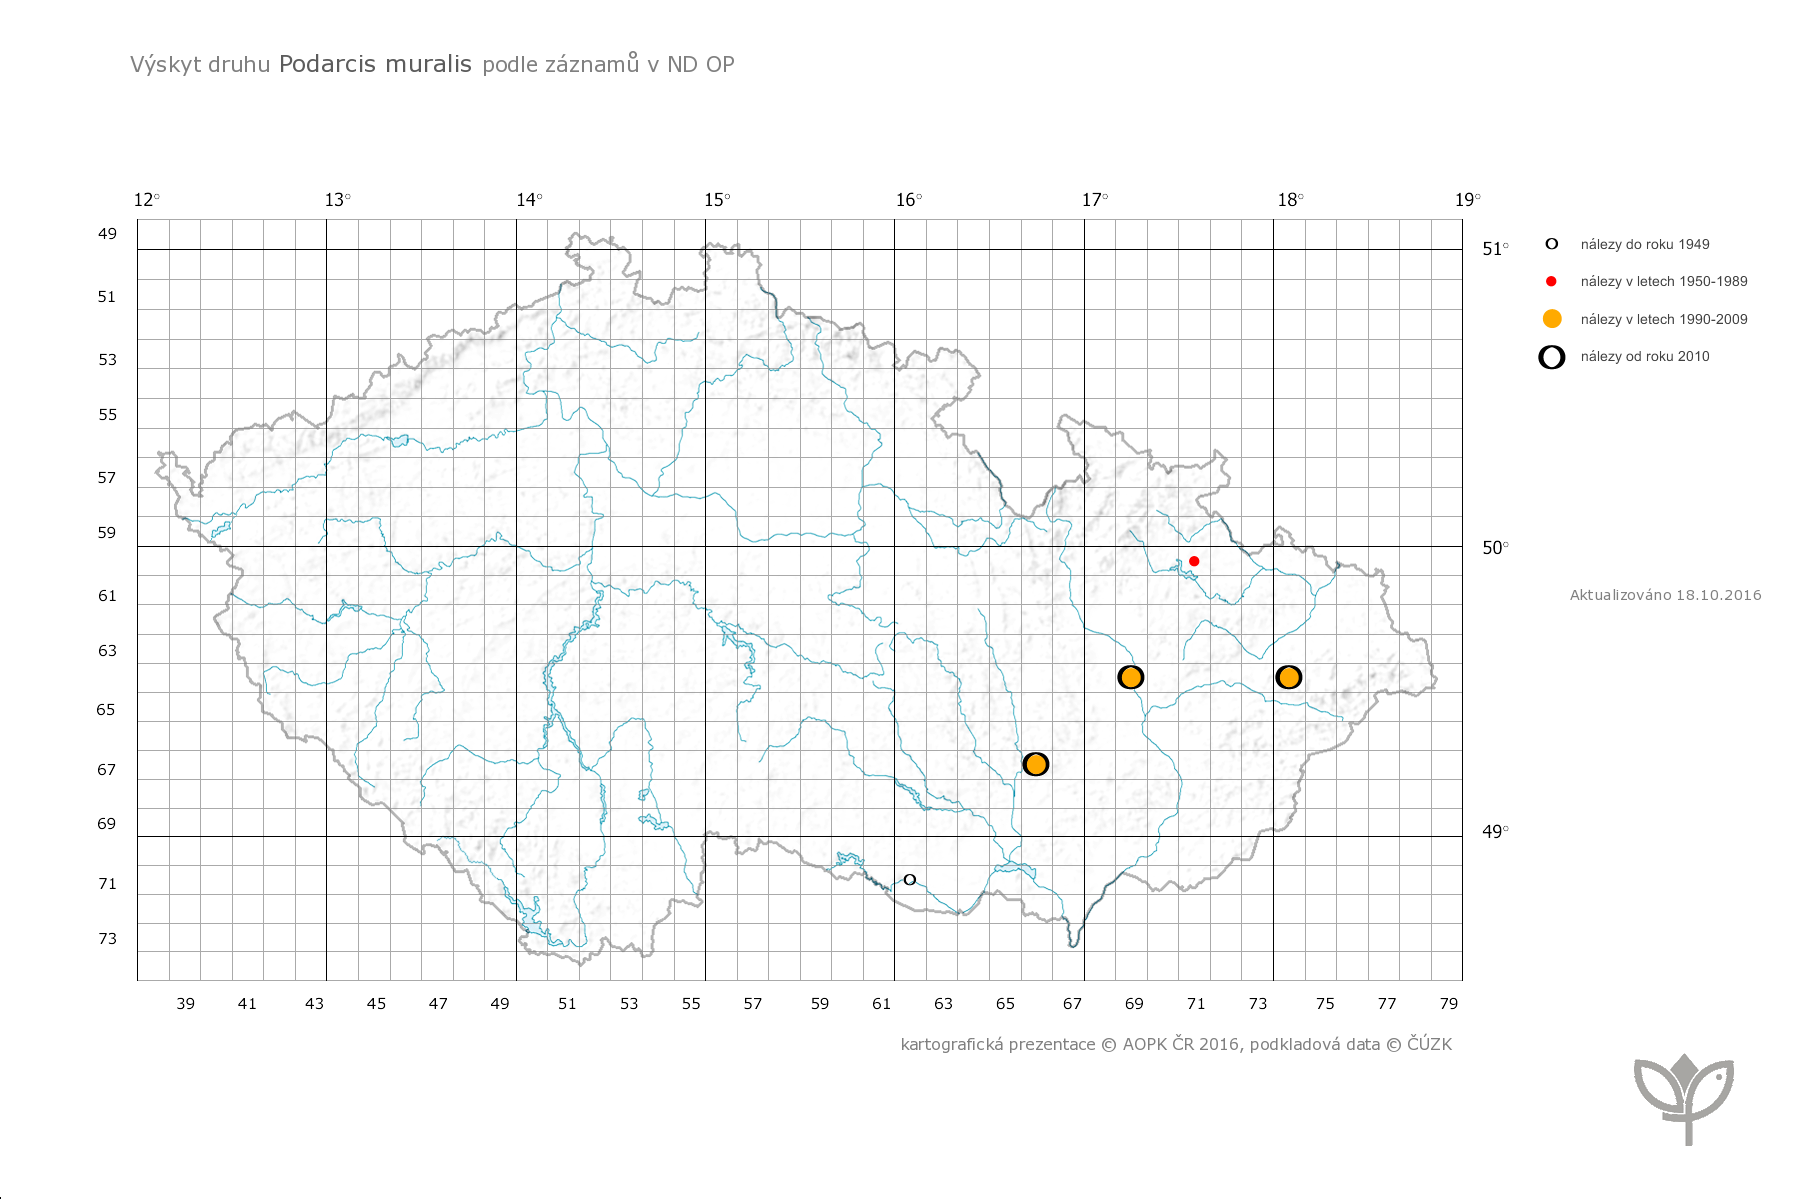 Výskyt druhu Podarcis muralis podle záznamů v ND OP
12° 13° 14° 15° 16° 17° 18° 19°
49
51°
nálezy do roku 1949
51
nálezy v letech 1950-1989
nálezy v letech 1990-2009
53
nálezy od roku 2010
55
57
59
50°
61
Aktualizováno 18.10.2016
63
65
67
69
49°
71
73
39 41 43 45 47 49 51 53 55 57 59 61 63 65 67 69 71 73 75 77 79
kartografická prezentace © AOPK ČR 2016, podkladová data © ČÚZK